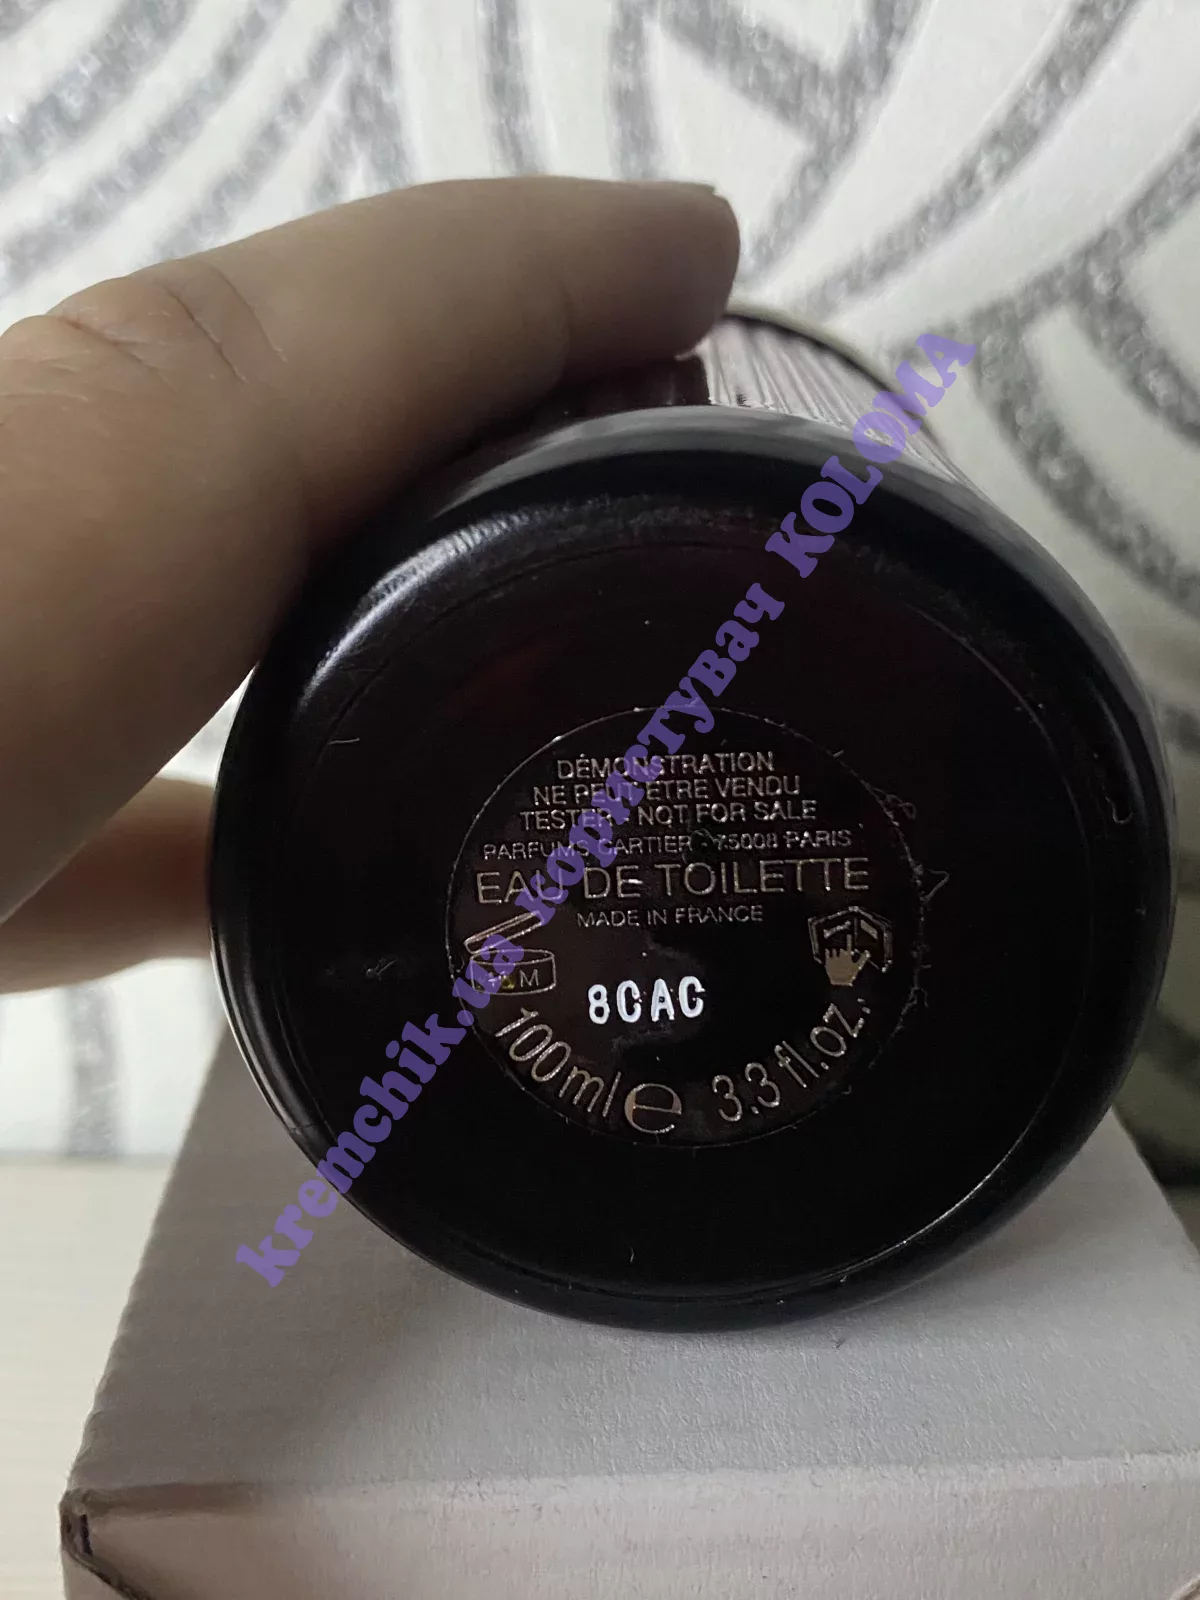 DÉMONSTRATION
NE PEUT ÊTRE VENDU
TESTER - NOT FOR SALE
PARFUMS CARTIER - 75008 PARIS
EAU DE TOILETTE
MADE IN FRANCE
M
8CAC
100ml e 3.3 fl.oz.
kremchik.ua користувач KOLOMA